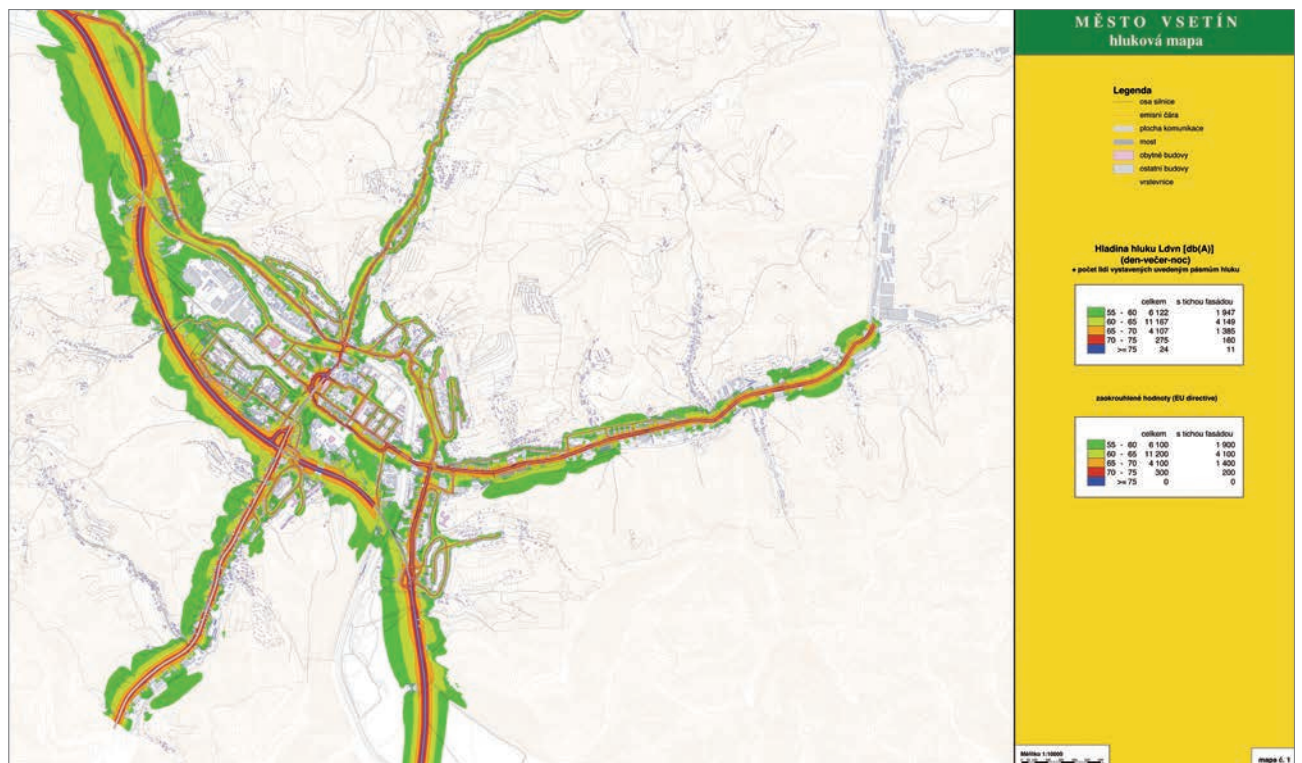 MĚSTO VSETÍN
hluková mapa
Legenda
osa silnice
emisní čára
plocha komunikace
most
obytné budovy
ostatní budovy
vrstevnice
Hladina hluku Ldvn [db(A)]
(den-večer-noc)
+ počet lidí vystavených uvedeným pásmům hluku
celkem s tichou fasádou
55 - 60 6 122 1 947
60 - 65 11 167 4 149
65 - 70 4 107 1 385
70 - 75 275 160
>= 75 24 11
zaokrouhlené hodnoty (EU directive)
celkem s tichou fasádou
55 - 60 6 100 1 900
60 - 65 11 200 4 100
65 - 70 4 100 1 400
70 - 75 300 200
>= 75 0 0
Měřítko 1:10000
mapa č. 1